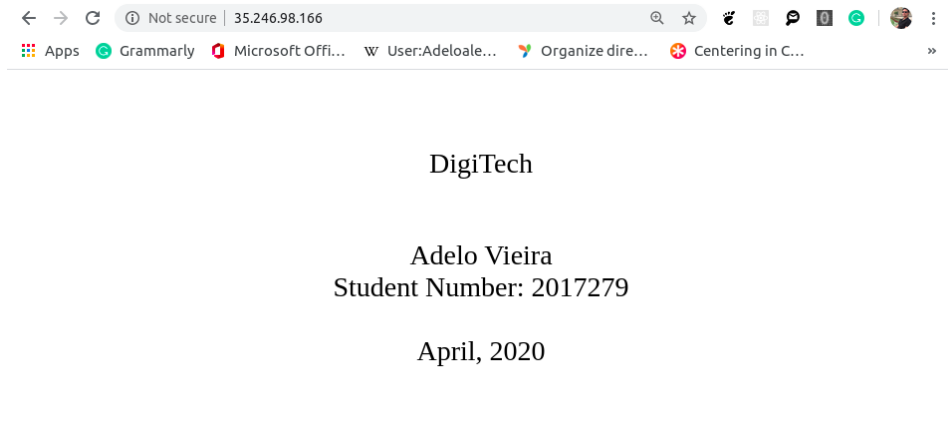 Not secure | 35.246.98.166
Apps Grammarly Microsoft Offi... User:Adeloale... Organize dire... Centering in C... »
DigiTech
Adelo Vieira
Student Number: 2017279
April, 2020